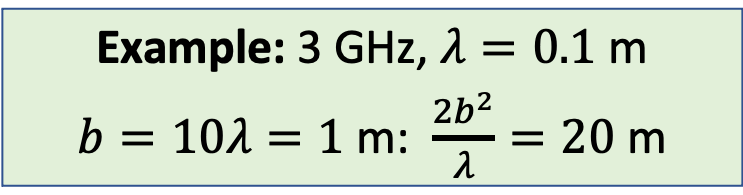 Example: 3 GHz, λ = 0.1 m
b = 10λ = 1 m: 2b²/λ = 20 m